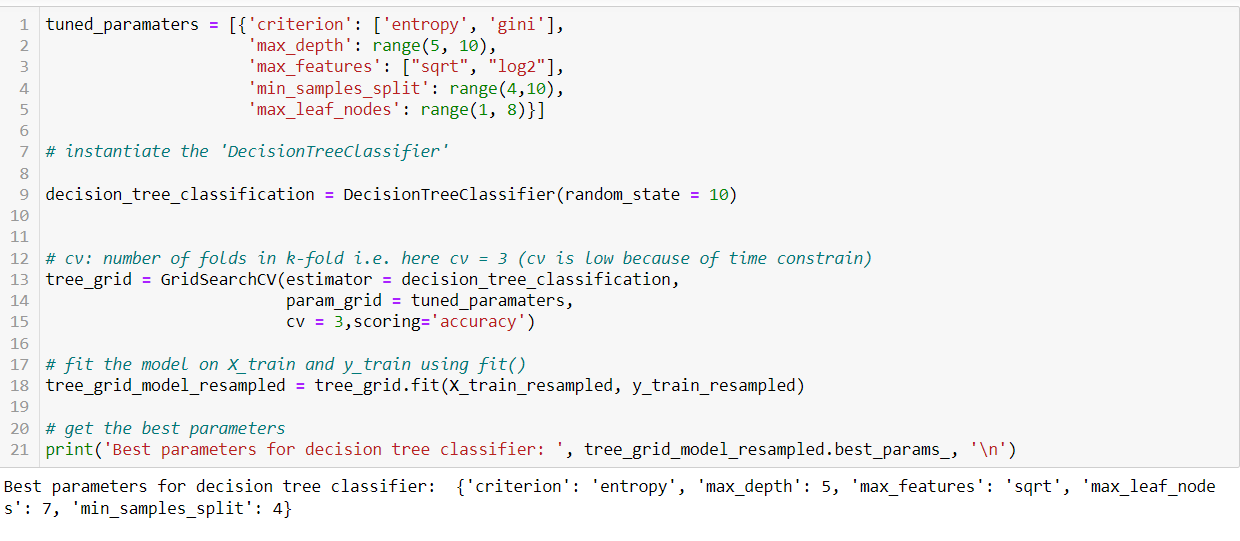 1 tuned_paramaters = [{'criterion': ['entropy', 'gini'],
2 'max_depth': range(5, 10),
3 'max_features': ["sqrt", "log2"],
4 'min_samples_split': range(4,10),
5 'max_leaf_nodes': range(1, 8)}]
6
7 # instantiate the 'DecisionTreeClassifier'
8
9 decision_tree_classification = DecisionTreeClassifier(random_state = 10)
10
11
12 # cv: number of folds in k-fold i.e. here cv = 3 (cv is low because of time constrain)
13 tree_grid = GridSearchCV(estimator = decision_tree_classification,
14 param_grid = tuned_paramaters,
15 cv = 3,scoring='accuracy')
16
17 # fit the model on X_train and y_train using fit()
18 tree_grid_model_resampled = tree_grid.fit(X_train_resampled, y_train_resampled)
19
20 # get the best parameters
21 print('Best parameters for decision tree classifier: ', tree_grid_model_resampled.best_params_, '\n')
Best parameters for decision tree classifier:  {'criterion': 'entropy', 'max_depth': 5, 'max_features': 'sqrt', 'max_leaf_node
s': 7, 'min_samples_split': 4}